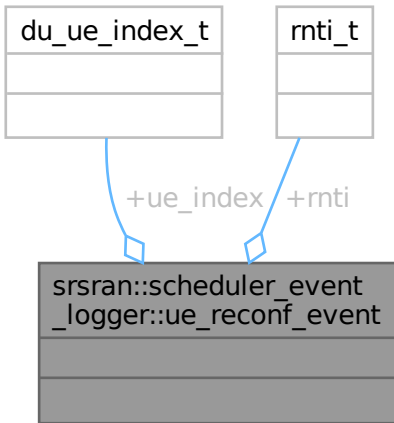 du_ue_index_t
rnti_t
+ue_index
+rnti
srsran::scheduler_event
_logger::ue_reconf_event